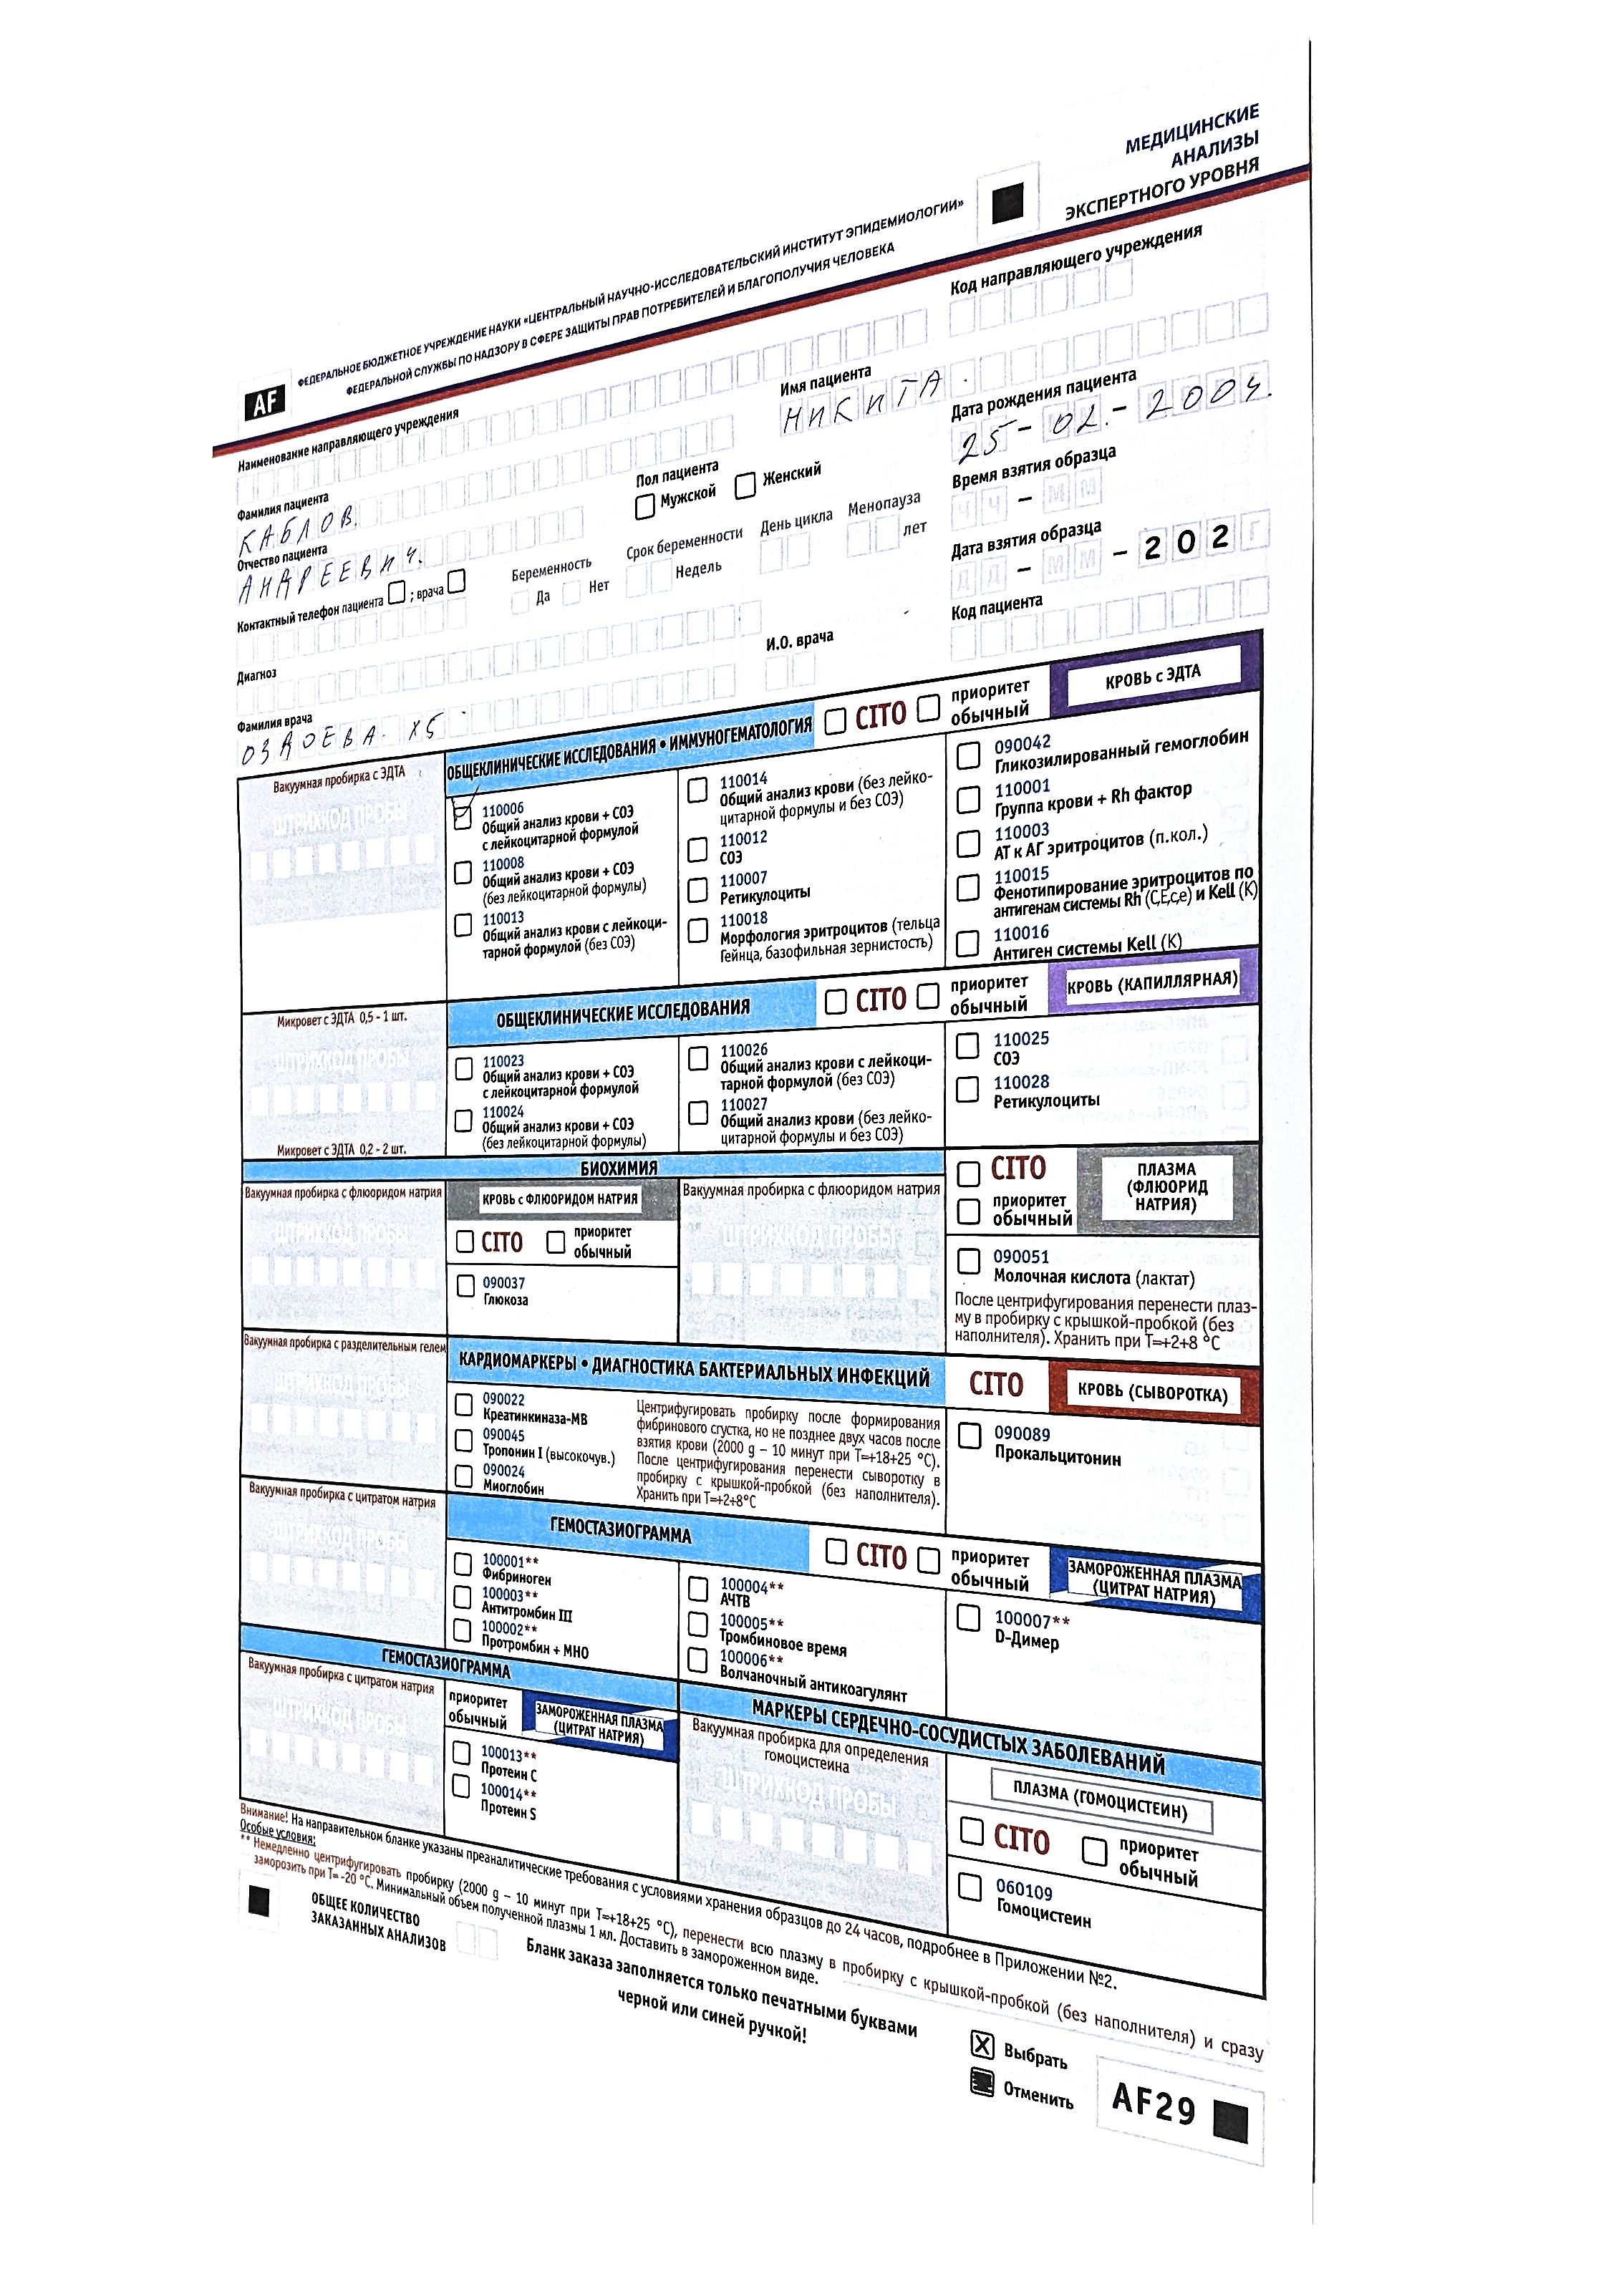 МЕДИЦИНСКИЕ
АНАЛИЗЫ
ЭКСПЕРТНОГО УРОВНЯ
AF
ФЕДЕРАЛЬНОЕ БЮДЖЕТНОЕ УЧРЕЖДЕНИЕ НАУКИ «ЦЕНТРАЛЬНЫЙ НАУЧНО-ИССЛЕДОВАТЕЛЬСКИЙ ИНСТИТУТ ЭПИДЕМИОЛОГИИ»
ФЕДЕРАЛЬНОЙ СЛУЖБЫ ПО НАДЗОРУ В СФЕРЕ ЗАЩИТЫ ПРАВ ПОТРЕБИТЕЛЕЙ И БЛАГОПОЛУЧИЯ ЧЕЛОВЕКА
Наименование направляющего учреждения
Код направляющего учреждения
Фамилия пациента
КАБЛОВ.
Имя пациента
НИКИТА.
Дата рождения пациента
25-02.-2004.
Отчество пациента
АНДРЕЕВИЧ.
Пол пациента
Мужской
Женский
Время взятия образца
ЧЧ – ММ
Контактный телефон пациента ; врача
Беременность
Да
Нет
Срок беременности
Недель
День цикла
Менопауза
лет
Дата взятия образца
ДД – ММ – 202Г
Диагноз
Код пациента
Фамилия врача
ОЗДОЕВА- Х5
И.О. врача
Вакуумная пробирка с ЭДТА
ШТРИХКОД ПРОБЫ
ОБЩЕКЛИНИЧЕСКИЕ ИССЛЕДОВАНИЯ • ИММУНОГЕМАТОЛОГИЯ
CITO
приоритет
обычный
КРОВЬ с ЭДТА
110006
Общий анализ крови + СОЭ
с лейкоцитарной формулой
110008
Общий анализ крови + СОЭ
(без лейкоцитарной формулы)
110013
Общий анализ крови с лейкоци-
тарной формулой (без СОЭ)
110014
Общий анализ крови (без лейко-
цитарной формулы и без СОЭ)
110012
СОЭ
110007
Ретикулоциты
110018
Морфология эритроцитов (тельца
Гейнца, базофильная зернистость)
090042
Гликозилированный гемоглобин
110001
Группа крови + Rh фактор
110003
АТ к АГ эритроцитов (п.кол.)
110015
Фенотипирование эритроцитов по
антигенам системы Rh (C,E,c,e) и Kell (K)
110016
Антиген системы Kell (K)
Микровет с ЭДТА 0,5 - 1 шт.
ШТРИХКОД ПРОБЫ
Микровет с ЭДТА 0,2 - 2 шт.
ОБЩЕКЛИНИЧЕСКИЕ ИССЛЕДОВАНИЯ
CITO
приоритет
обычный
КРОВЬ (КАПИЛЛЯРНАЯ)
110023
Общий анализ крови + СОЭ
с лейкоцитарной формулой
110024
Общий анализ крови + СОЭ
(без лейкоцитарной формулы)
110026
Общий анализ крови с лейкоци-
тарной формулой (без СОЭ)
110027
Общий анализ крови (без лейко-
цитарной формулы и без СОЭ)
110025
СОЭ
110028
Ретикулоциты
БИОХИМИЯ
Вакуумная пробирка с флюоридом натрия
ШТРИХКОД ПРОБЫ
КРОВЬ с ФЛЮОРИДОМ НАТРИЯ
CITO
приоритет
обычный
090037
Глюкоза
Вакуумная пробирка с флюоридом натрия
ШТРИХКОД ПРОБЫ
CITO
приоритет
обычный
ПЛАЗМА
(ФЛЮОРИД
НАТРИЯ)
090051
Молочная кислота (лактат)
После центрифугирования перенести плаз-
му в пробирку с крышкой-пробкой (без
наполнителя). Хранить при Т=+2+8 °С
Вакуумная пробирка с разделительным гелем
ШТРИХКОД ПРОБЫ
КАРДИОМАРКЕРЫ • ДИАГНОСТИКА БАКТЕРИАЛЬНЫХ ИНФЕКЦИЙ
CITO
КРОВЬ (СЫВОРОТКА)
090022
Креатинкиназа-МВ
090045
Тропонин I (высокочув.)
090024
Миоглобин
Центрифугировать пробирку после формирования
фибринового сгустка, но не позднее двух часов после
взятия крови (2000 g – 10 минут при Т=+18+25 °С).
После центрифугирования перенести сыворотку в
пробирку с крышкой-пробкой (без наполнителя).
Хранить при Т=+2+8°С
090089
Прокальцитонин
Вакуумная пробирка с цитратом натрия
ШТРИХКОД ПРОБЫ
ГЕМОСТАЗИОГРАММА
CITO
приоритет
обычный
ЗАМОРОЖЕННАЯ ПЛАЗМА
(ЦИТРАТ НАТРИЯ)
100001**
Фибриноген
100003**
Антитромбин III
100002**
Протромбин + МНО
100004**
АЧТВ
100005**
Тромбиновое время
100006**
Волчаночный антикоагулянт
100007**
D-Димер
ГЕМОСТАЗИОГРАММА
Вакуумная пробирка с цитратом натрия
ШТРИХКОД ПРОБЫ
приоритет
обычный
ЗАМОРОЖЕННАЯ ПЛАЗМА
(ЦИТРАТ НАТРИЯ)
100013**
Протеин С
100014**
Протеин S
МАРКЕРЫ СЕРДЕЧНО-СОСУДИСТЫХ ЗАБОЛЕВАНИЙ
Вакуумная пробирка для определения
гомоцистеина
ШТРИХКОД ПРОБЫ
ПЛАЗМА (ГОМОЦИСТЕИН)
CITO
приоритет
обычный
060109
Гомоцистеин
Внимание! На направительном бланке указаны преаналитические требования с условиями хранения образцов до 24 часов, подробнее в Приложении №2.
Особые условия:
** Немедленно центрифугировать пробирку (2000 g – 10 минут при Т=+18+25 °С), перенести всю плазму в пробирку с крышкой-пробкой (без наполнителя) и сразу
заморозить при Т= -20 °С. Минимальный объем полученной плазмы 1 мл. Доставить в замороженном виде.
ОБЩЕЕ КОЛИЧЕСТВО
ЗАКАЗАННЫХ АНАЛИЗОВ
Бланк заказа заполняется только печатными буквами
черной или синей ручкой!
Выбрать
Отменить
AF29